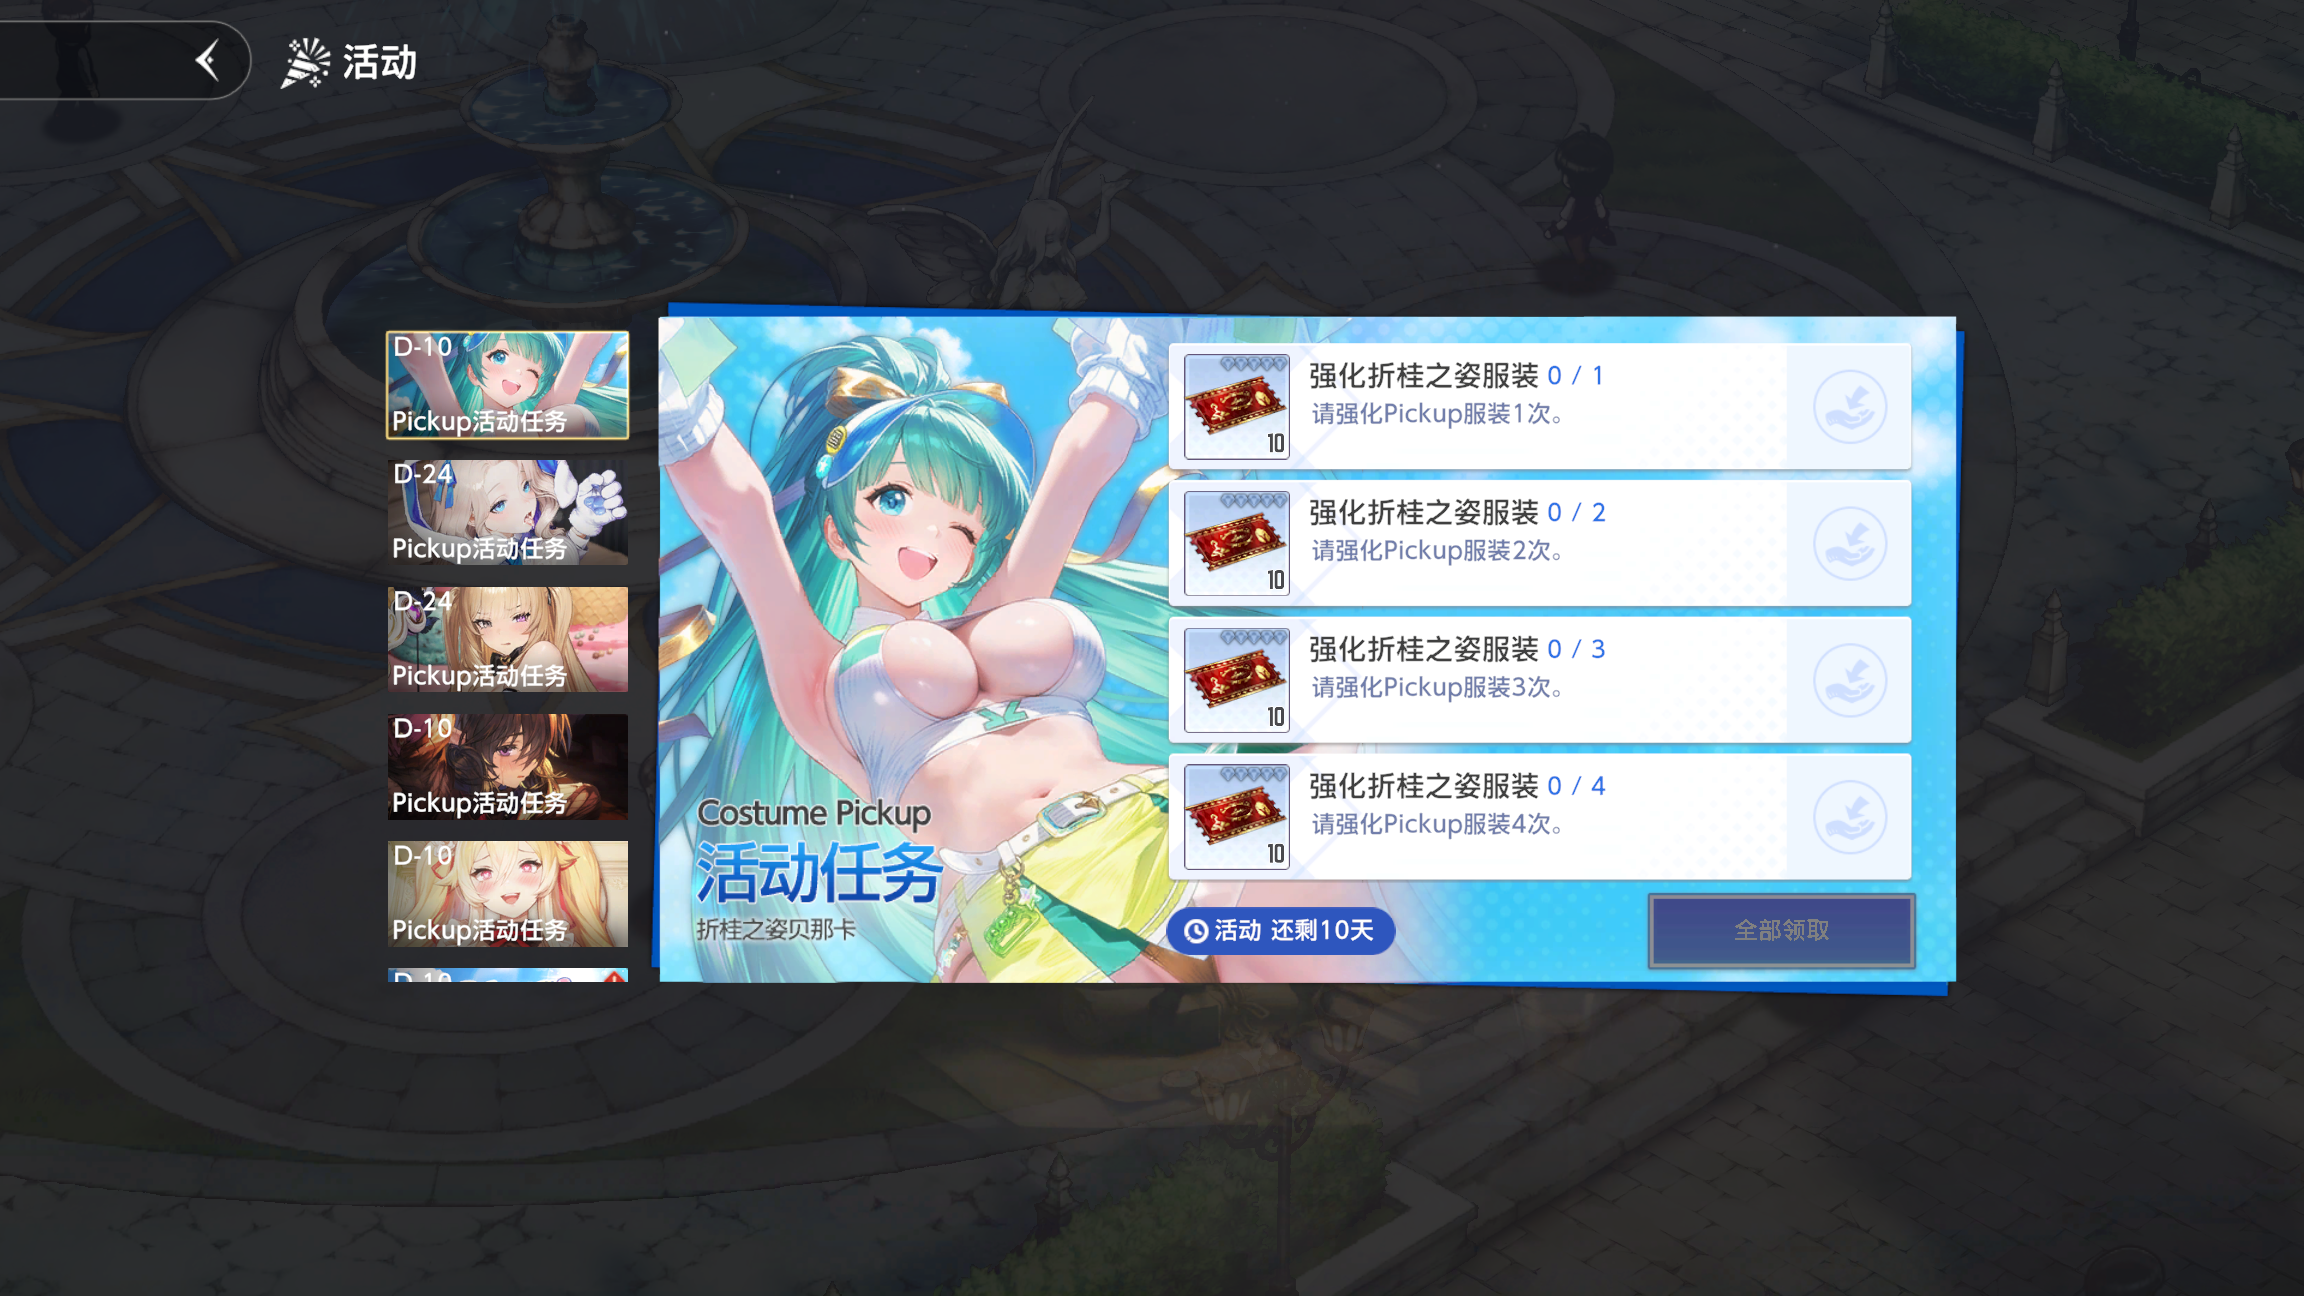 活动
D-10
Pickup活动任务
D-24
Pickup活动任务
D-24
Pickup活动任务
D-10
Pickup活动任务
D-10
Pickup活动任务
D-10
Costume Pickup
活动任务
折桂之姿贝那卡
强化折桂之姿服装 0 / 1
请强化Pickup服装1次。
10
强化折桂之姿服装 0 / 2
请强化Pickup服装2次。
10
强化折桂之姿服装 0 / 3
请强化Pickup服装3次。
10
强化折桂之姿服装 0 / 4
请强化Pickup服装4次。
10
活动 还剩10天
全部领取